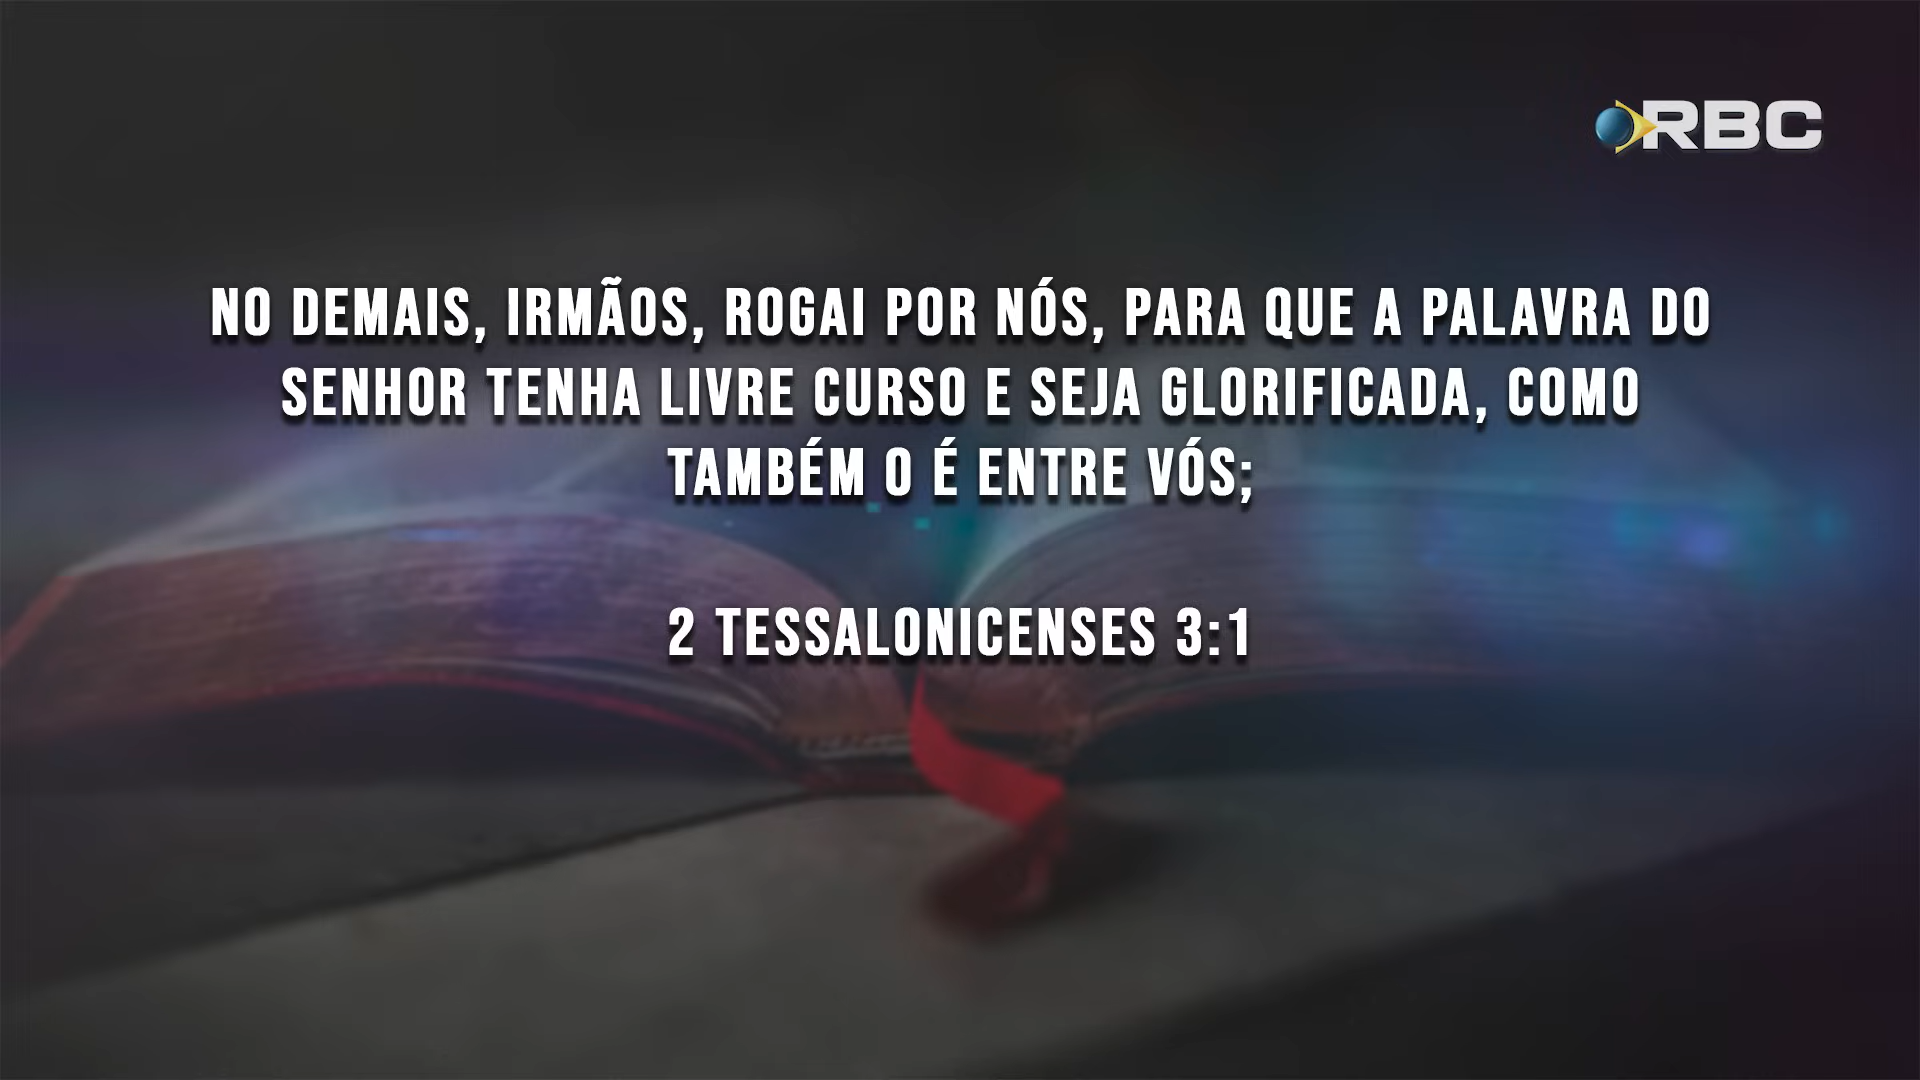 RBC
NO DEMAIS, IRMÃOS, ROGAI POR NÓS, PARA QUE A PALAVRA DO
SENHOR TENHA LIVRE CURSO E SEJA GLORIFICADA, COMO
TAMBÉM O É ENTRE VÓS;
2 TESSALONICENSES 3:1